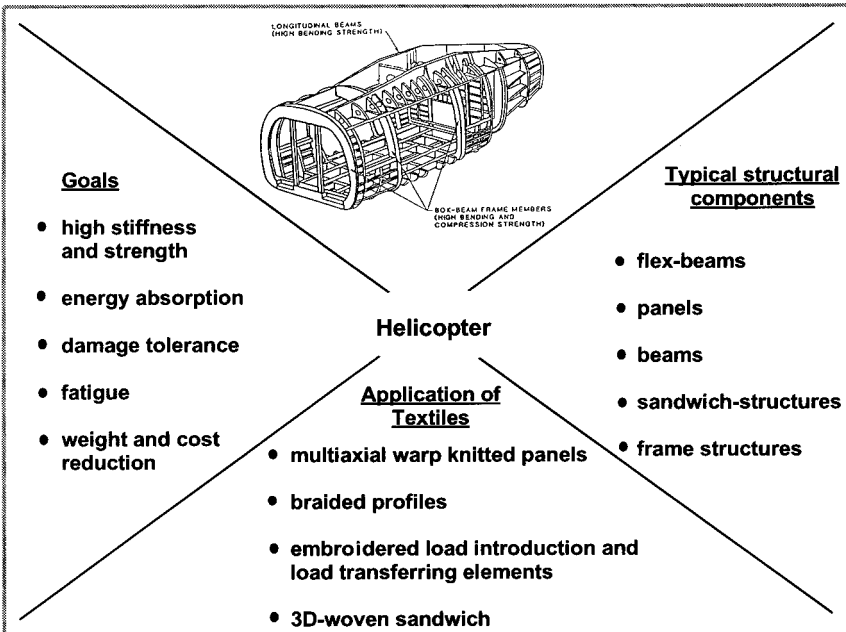 LONGITUDINAL BEAMS
(HIGH BENDING STRENGTH)
BOX-BEAM FRAME MEMBERS
(HIGH BENDING AND
COMPRESSION STRENGTH)
Goals
• high stiffness
and strength
• energy absorption
• damage tolerance
• fatigue
• weight and cost
reduction
Helicopter
Typical structural
components
• flex-beams
• panels
• beams
• sandwich-structures
• frame structures
Application of
Textiles
• multiaxial warp knitted panels
• braided profiles
• embroidered load introduction and
load transferring elements
• 3D-woven sandwich